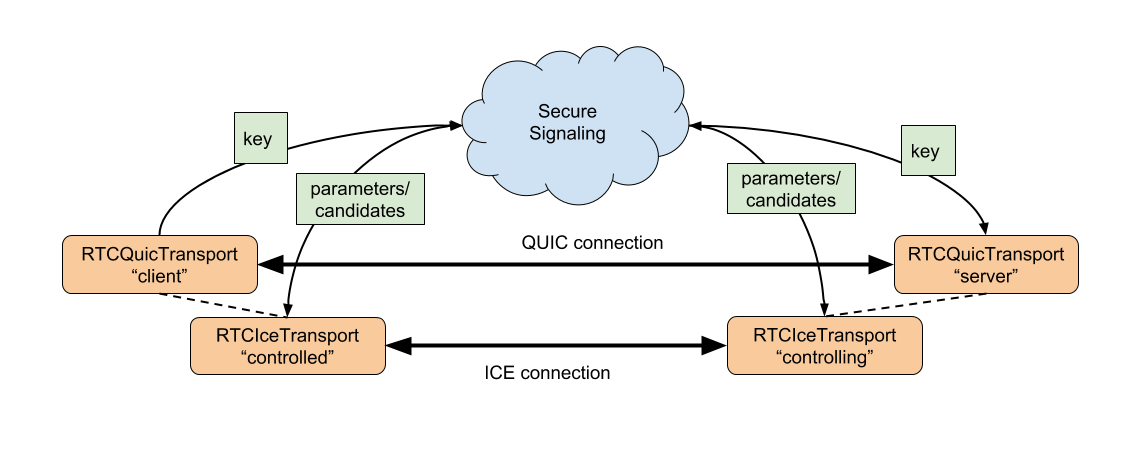 Secure
Signaling
key
key
parameters/
candidates
parameters/
candidates
QUIC connection
RTCQuicTransport
“client”
RTCQuicTransport
“server”
RTCIceTransport
“controlled”
RTCIceTransport
“controlling”
ICE connection